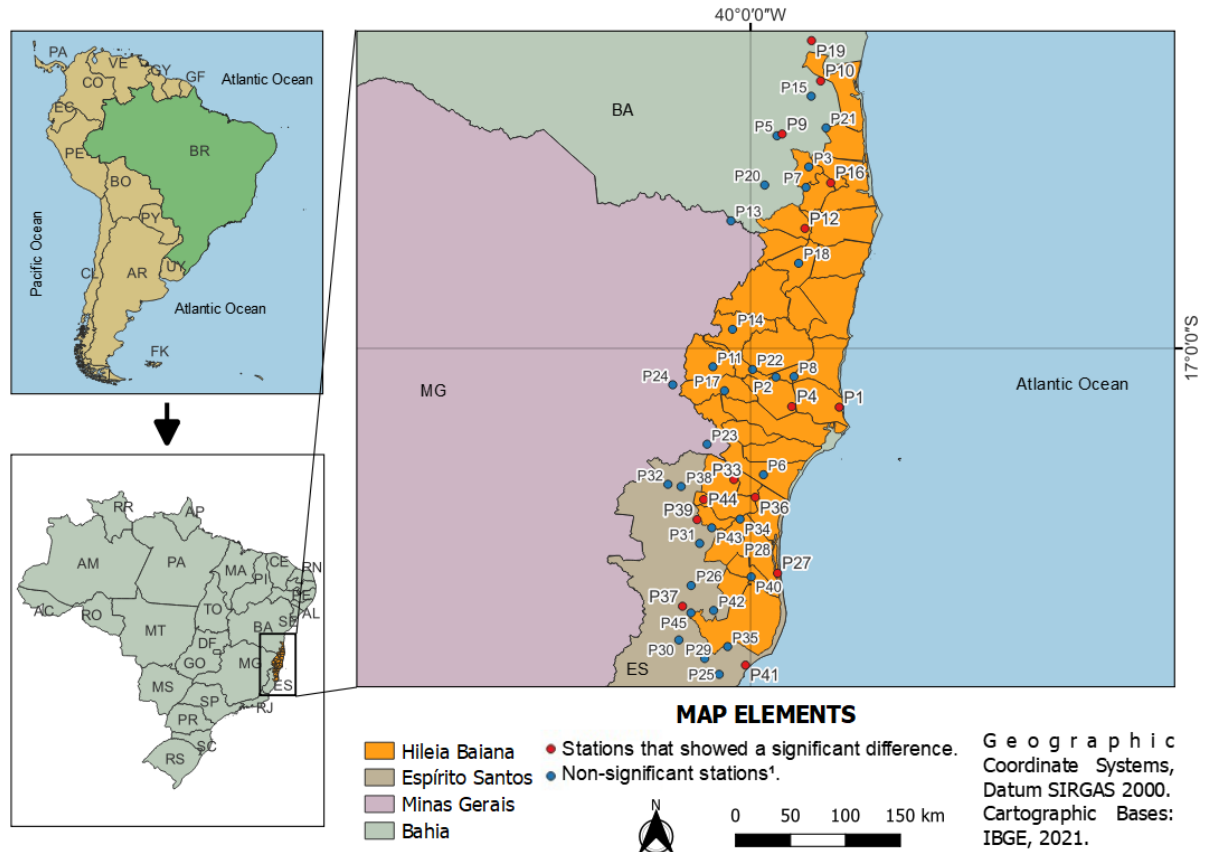 PA
VE
GY
GF
CO
Atlantic Ocean
EC
PE
BR
BO
PY
Pacific Ocean
CL
AR
UY
Atlantic Ocean
FK
RR
AP
AM
PA
MA
CE
RN
PI
PE
AC
RO
TO
AL
SE
MT
BA
DF
GO
MG
ES
MS
SP
RJ
PR
SC
RS
40°0'0"W
17°0'0"S
BA
MG
ES
Atlantic Ocean
P19
P10
P15
P21
P5
P9
P3
P7
P16
P20
P13
P12
P18
P14
P11
P22
P8
P24
P17
P2
P4
P1
P23
P6
P33
P32
P38
P44
P36
P39
P34
P31
P43
P28
P27
P26
P40
P37
P42
P45
P35
P30
P29
P25
P41
MAP ELEMENTS
Hileia Baiana
Espírito Santos
Minas Gerais
Bahia
Stations that showed a significant difference.
Non-significant stations¹.
N
0 50 100 150 km
Geographic
Coordinate Systems,
Datum SIRGAS 2000.
Cartographic Bases:
IBGE, 2021.